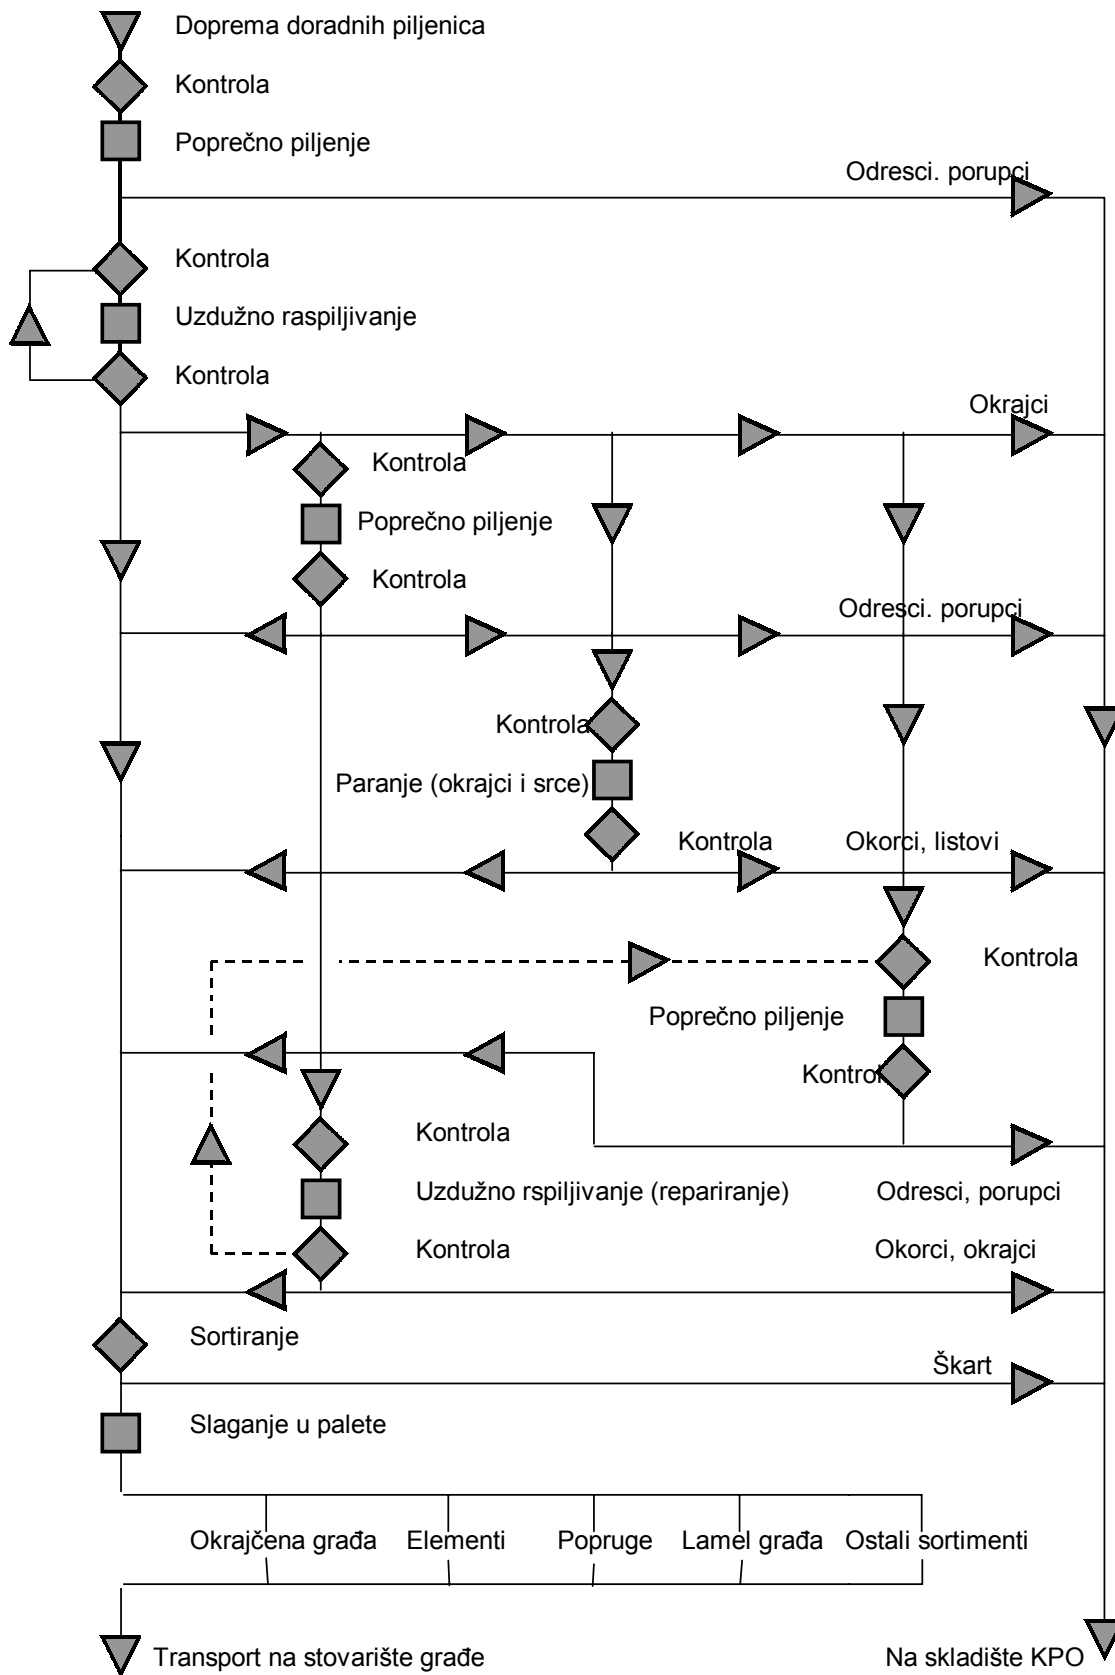 Doprema doradnih piljenica
Kontrola
Poprečno piljenje
Odresci. porupci
Kontrola
Uzdužno raspiljivanje
Kontrola
Okrajci
Kontrola
Poprečno piljenje
Kontrola
Odresci. porupci
Kontrola
Paranje (okrajci i srce)
Kontrola
Okorci, listovi
Kontrola
Poprečno piljenje
Kontrol
Kontrola
Uzdužno rspiljivanje (repariranje)
Odresci, porupci
Kontrola
Okorci, okrajci
Sortiranje
Škart
Slaganje u palete
Okrajčena građa
Elementi
Popruge
Lamel građa
Ostali sortimenti
Transport na stovarište građe
Na skladište KPO